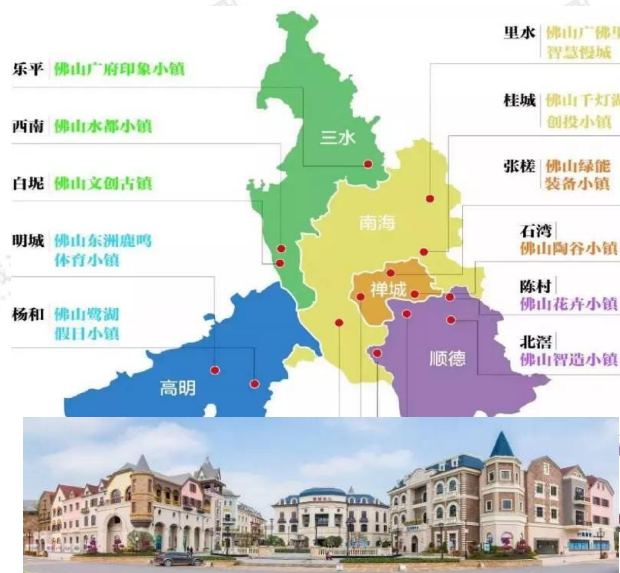 乐平 佛山广府印象小镇
西南 佛山水都小镇
白坭 佛山文创古镇
明城 佛山东洲鹿鸣
体育小镇
杨和 佛山鹭湖
假日小镇
里水 佛山广佛里
智慧慢城
桂城 佛山千灯湖
创投小镇
张槎 佛山绿能
装备小镇
石湾
佛山陶谷小镇
陈村
佛山花卉小镇
北滘
佛山智造小镇
三水
南海
禅城
顺德
高明